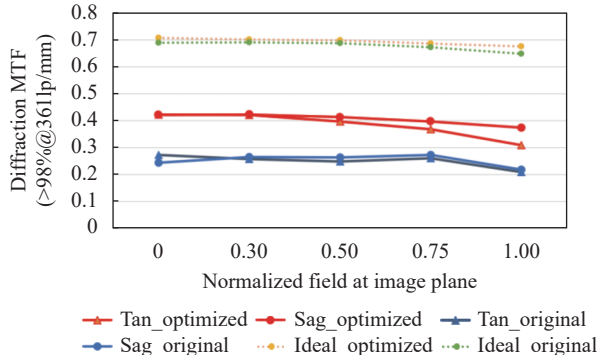 Diffraction MTF
(>98%@361lp/mm)
0.8
0.7
0.6
0.5
0.4
0.3
0.2
0.1
0
0 0.30 0.50 0.75 1.00
Normalized field at image plane
Tan_optimized Sag_optimized Tan_original
Sag_original Ideal_optimized Ideal_original